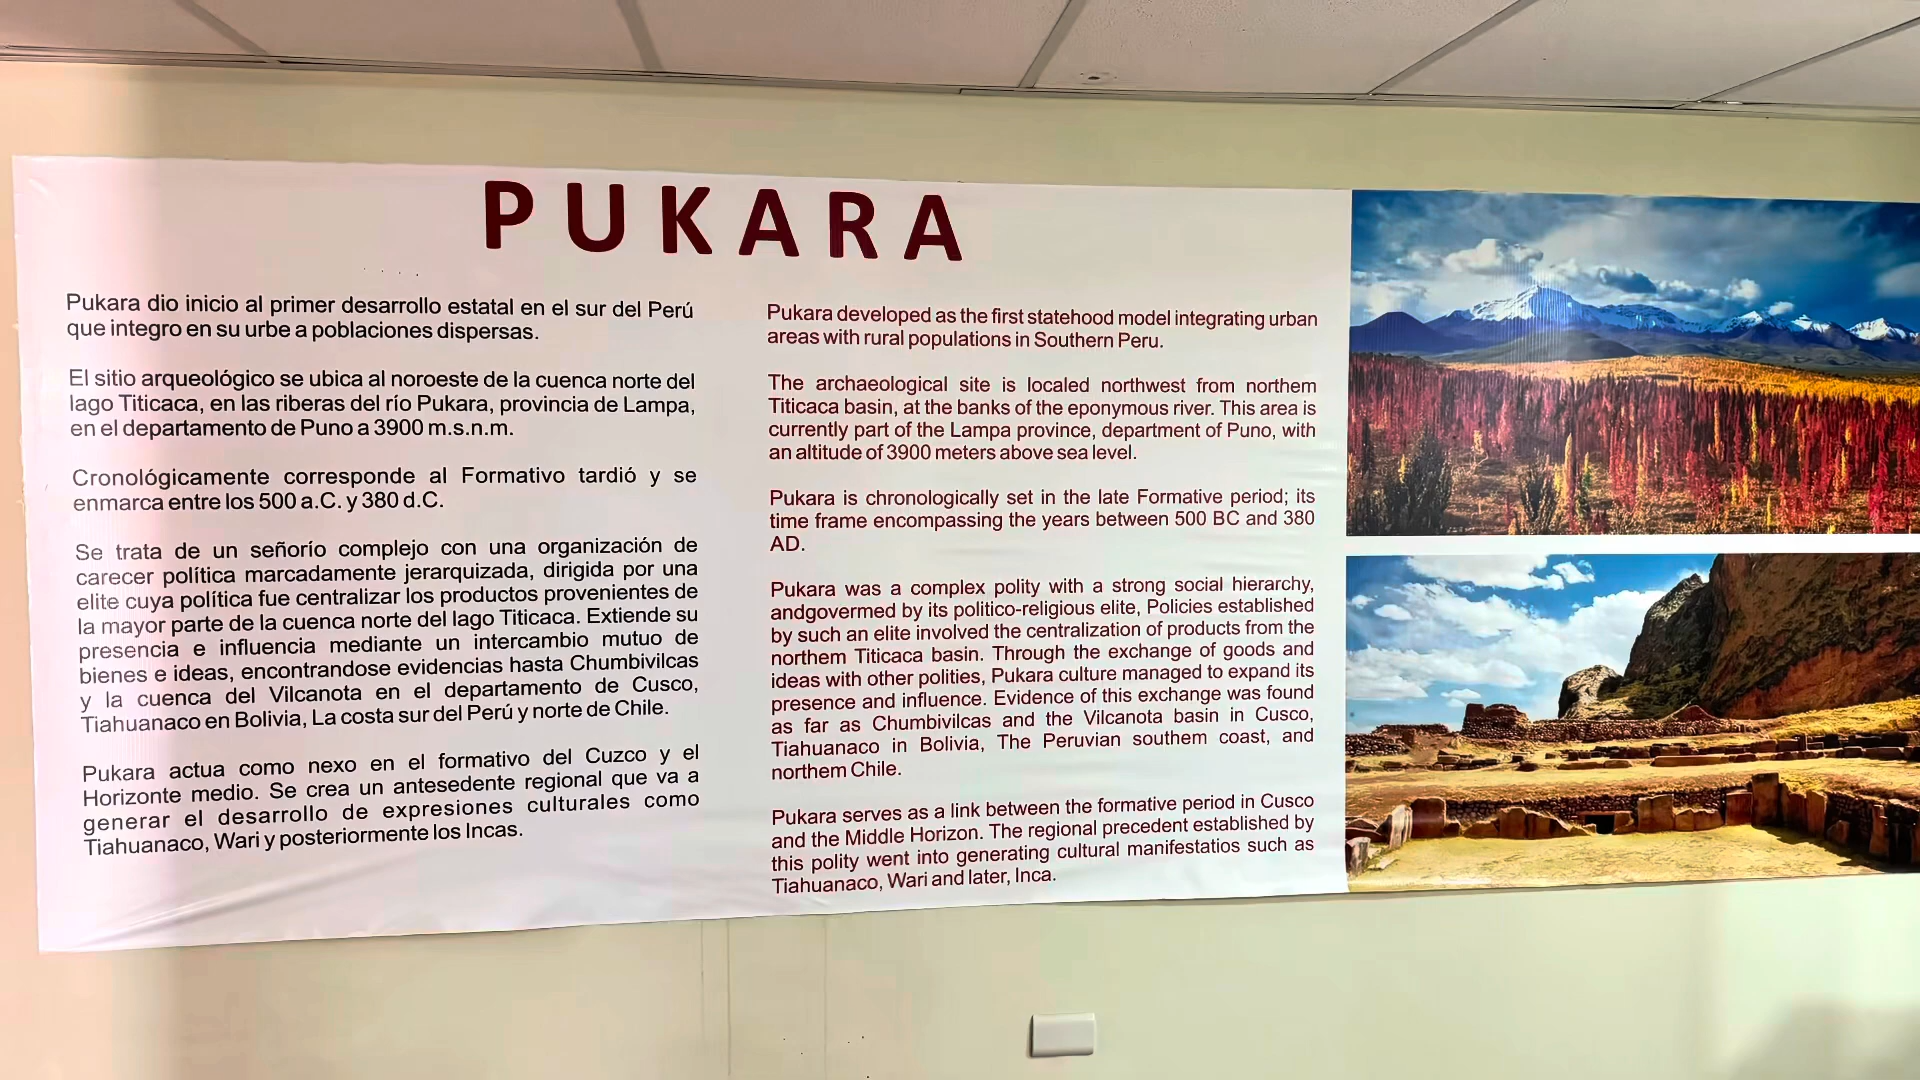 PUKARA
Pukara dio inicio al primer desarrollo estatal en el sur del Perú
que integro en su urbe a poblaciones dispersas.
El sitio arqueológico se ubica al noroeste de la cuenca norte del
lago Titicaca, en las riberas del río Pukara, provincia de Lampa,
en el departamento de Puno a 3900 m.s.n.m.
Cronológicamente corresponde al Formativo tardió y se
enmarca entre los 500 a.C. y 380 d.C.
Se trata de un señorío complejo con una organización de
carecer política marcadamente jerarquizada, dirigida por una
elite cuya política fue centralizar los productos provenientes de
la mayor parte de la cuenca norte del lago Titicaca. Extiende su
presencia e influencia mediante un intercambio mutuo de
bienes e ideas, encontrandose evidencias hasta Chumbivilcas
y la cuenca del Vilcanota en el departamento de Cusco,
Tiahuanaco en Bolivia, La costa sur del Perú y norte de Chile.
Pukara actua como nexo en el formativo del Cuzco y el
Horizonte medio. Se crea un antesedente regional que va a
generar el desarrollo de expresiones culturales como
Tiahuanaco, Wari y posteriormente los Incas.
Pukara developed as the first statehood model integrating urban
areas with rural populations in Southern Peru.
The archaeological site is localed northwest from northem
Titicaca basin, at the banks of the eponymous river. This area is
currently part of the Lampa province, department of Puno, with
an altitude of 3900 meters above sea level.
Pukara is chronologically set in the late Formative period; its
time frame encompassing the years between 500 BC and 380
AD.
Pukara was a complex polity with a strong social hierarchy,
andgovermed by its politico-religious elite, Policies established
by such an elite involved the centralization of products from the
northem Titicaca basin. Through the exchange of goods and
ideas with other polities, Pukara culture managed to expand its
presence and influence. Evidence of this exchange was found
as far as Chumbivilcas and the Vilcanota basin in Cusco,
Tiahuanaco in Bolivia, The Peruvian southem coast, and
northem Chile.
Pukara serves as a link between the formative period in Cusco
and the Middle Horizon. The regional precedent established by
this polity went into generating cultural manifestatios such as
Tiahuanaco, Wari and later, Inca.